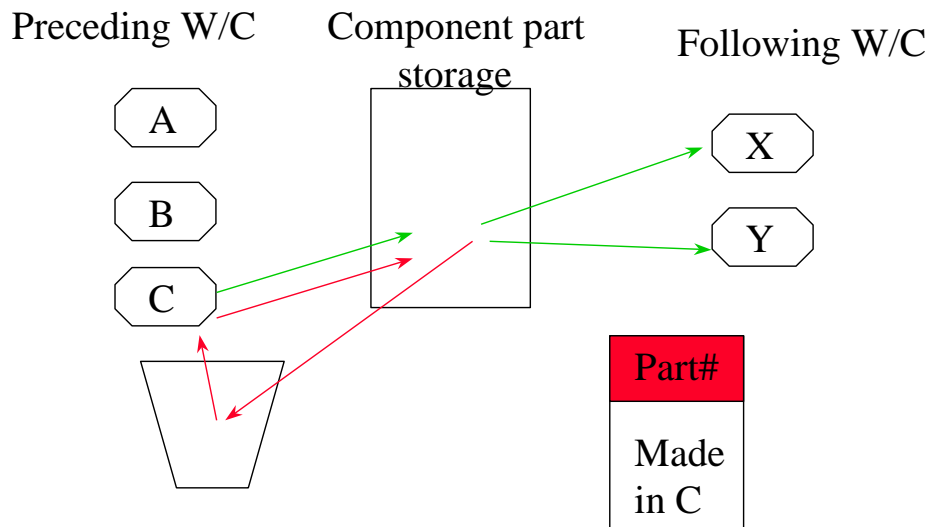 Preceding W/C
Component part
storage
Following W/C
A
B
C
X
Y
Part#
Made
in C